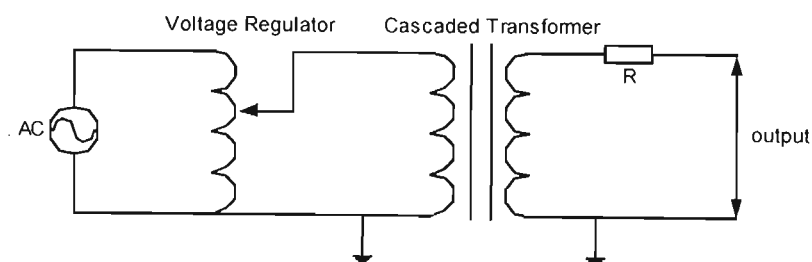 Voltage Regulator
Cascaded Transformer
R
AC
output